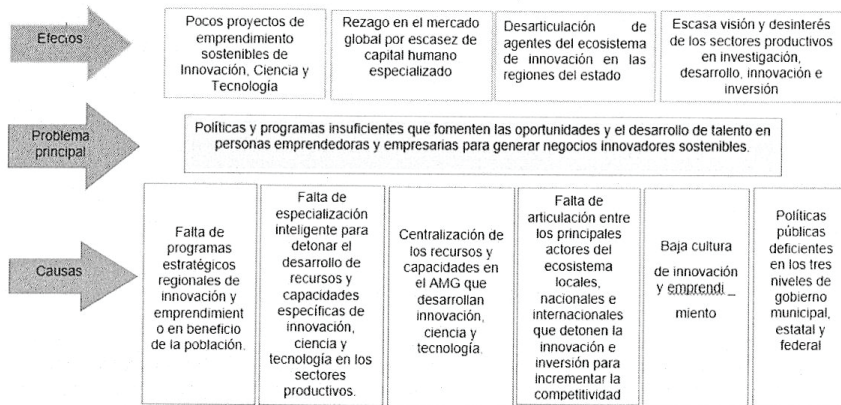 Efectos
Pocos proyectos de
emprendimiento
sostenibles de
Innovación, Ciencia y
Tecnología
Rezago en el mercado
global por escasez de
capital humano
especializado
Desarticulación de
agentes del ecosistema
de innovación en las
regiones del estado
Escasa visión y desinterés
de los sectores productivos
en investigación,
desarrollo, innovación e
inversión
Problema
principal
Políticas y programas insuficientes que fomenten las oportunidades y el desarrollo de talento en
personas emprendedoras y empresarias para generar negocios innovadores sostenibles.
Causas
Falta de
programas
estratégicos
regionales de
innovación y
emprendimient
o en beneficio
de la población.
Falta de
especialización
inteligente para
detonar el
desarrollo de
recursos y
capacidades
específicas de
innovación,
ciencia y
tecnología en los
sectores
productivos.
Centralización de
los recursos y
capacidades en
el AMG que
desarrollan
innovación,
ciencia y
tecnología.
Falta de
articulación entre
los principales
actores del
ecosistema
locales,
nacionales e
internacionales
que detonen la
innovación e
inversión para
incrementar la
competitividad
Baja cultura
de innovación
y emprendi _
miento
Políticas
públicas
deficientes
en los tres
niveles de
gobierno
municipal,
estatal y
federal